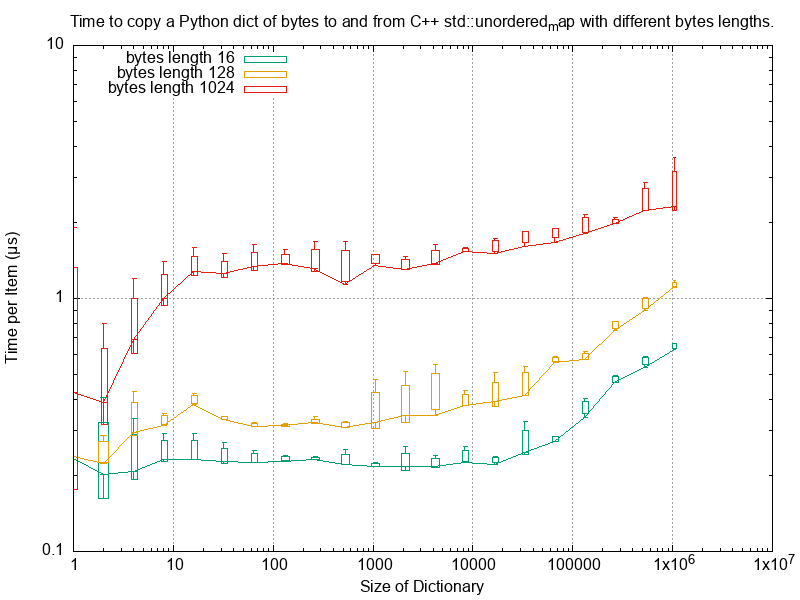 Time to copy a Python dict of bytes to and from C++ std::unordered_map with different bytes lengths.
10
bytes length 16
bytes length 128
bytes length 1024
Time per Item (µs)
1
0.1
1 10 100 1000 10000 100000 1x10^6 1x10^7
Size of Dictionary